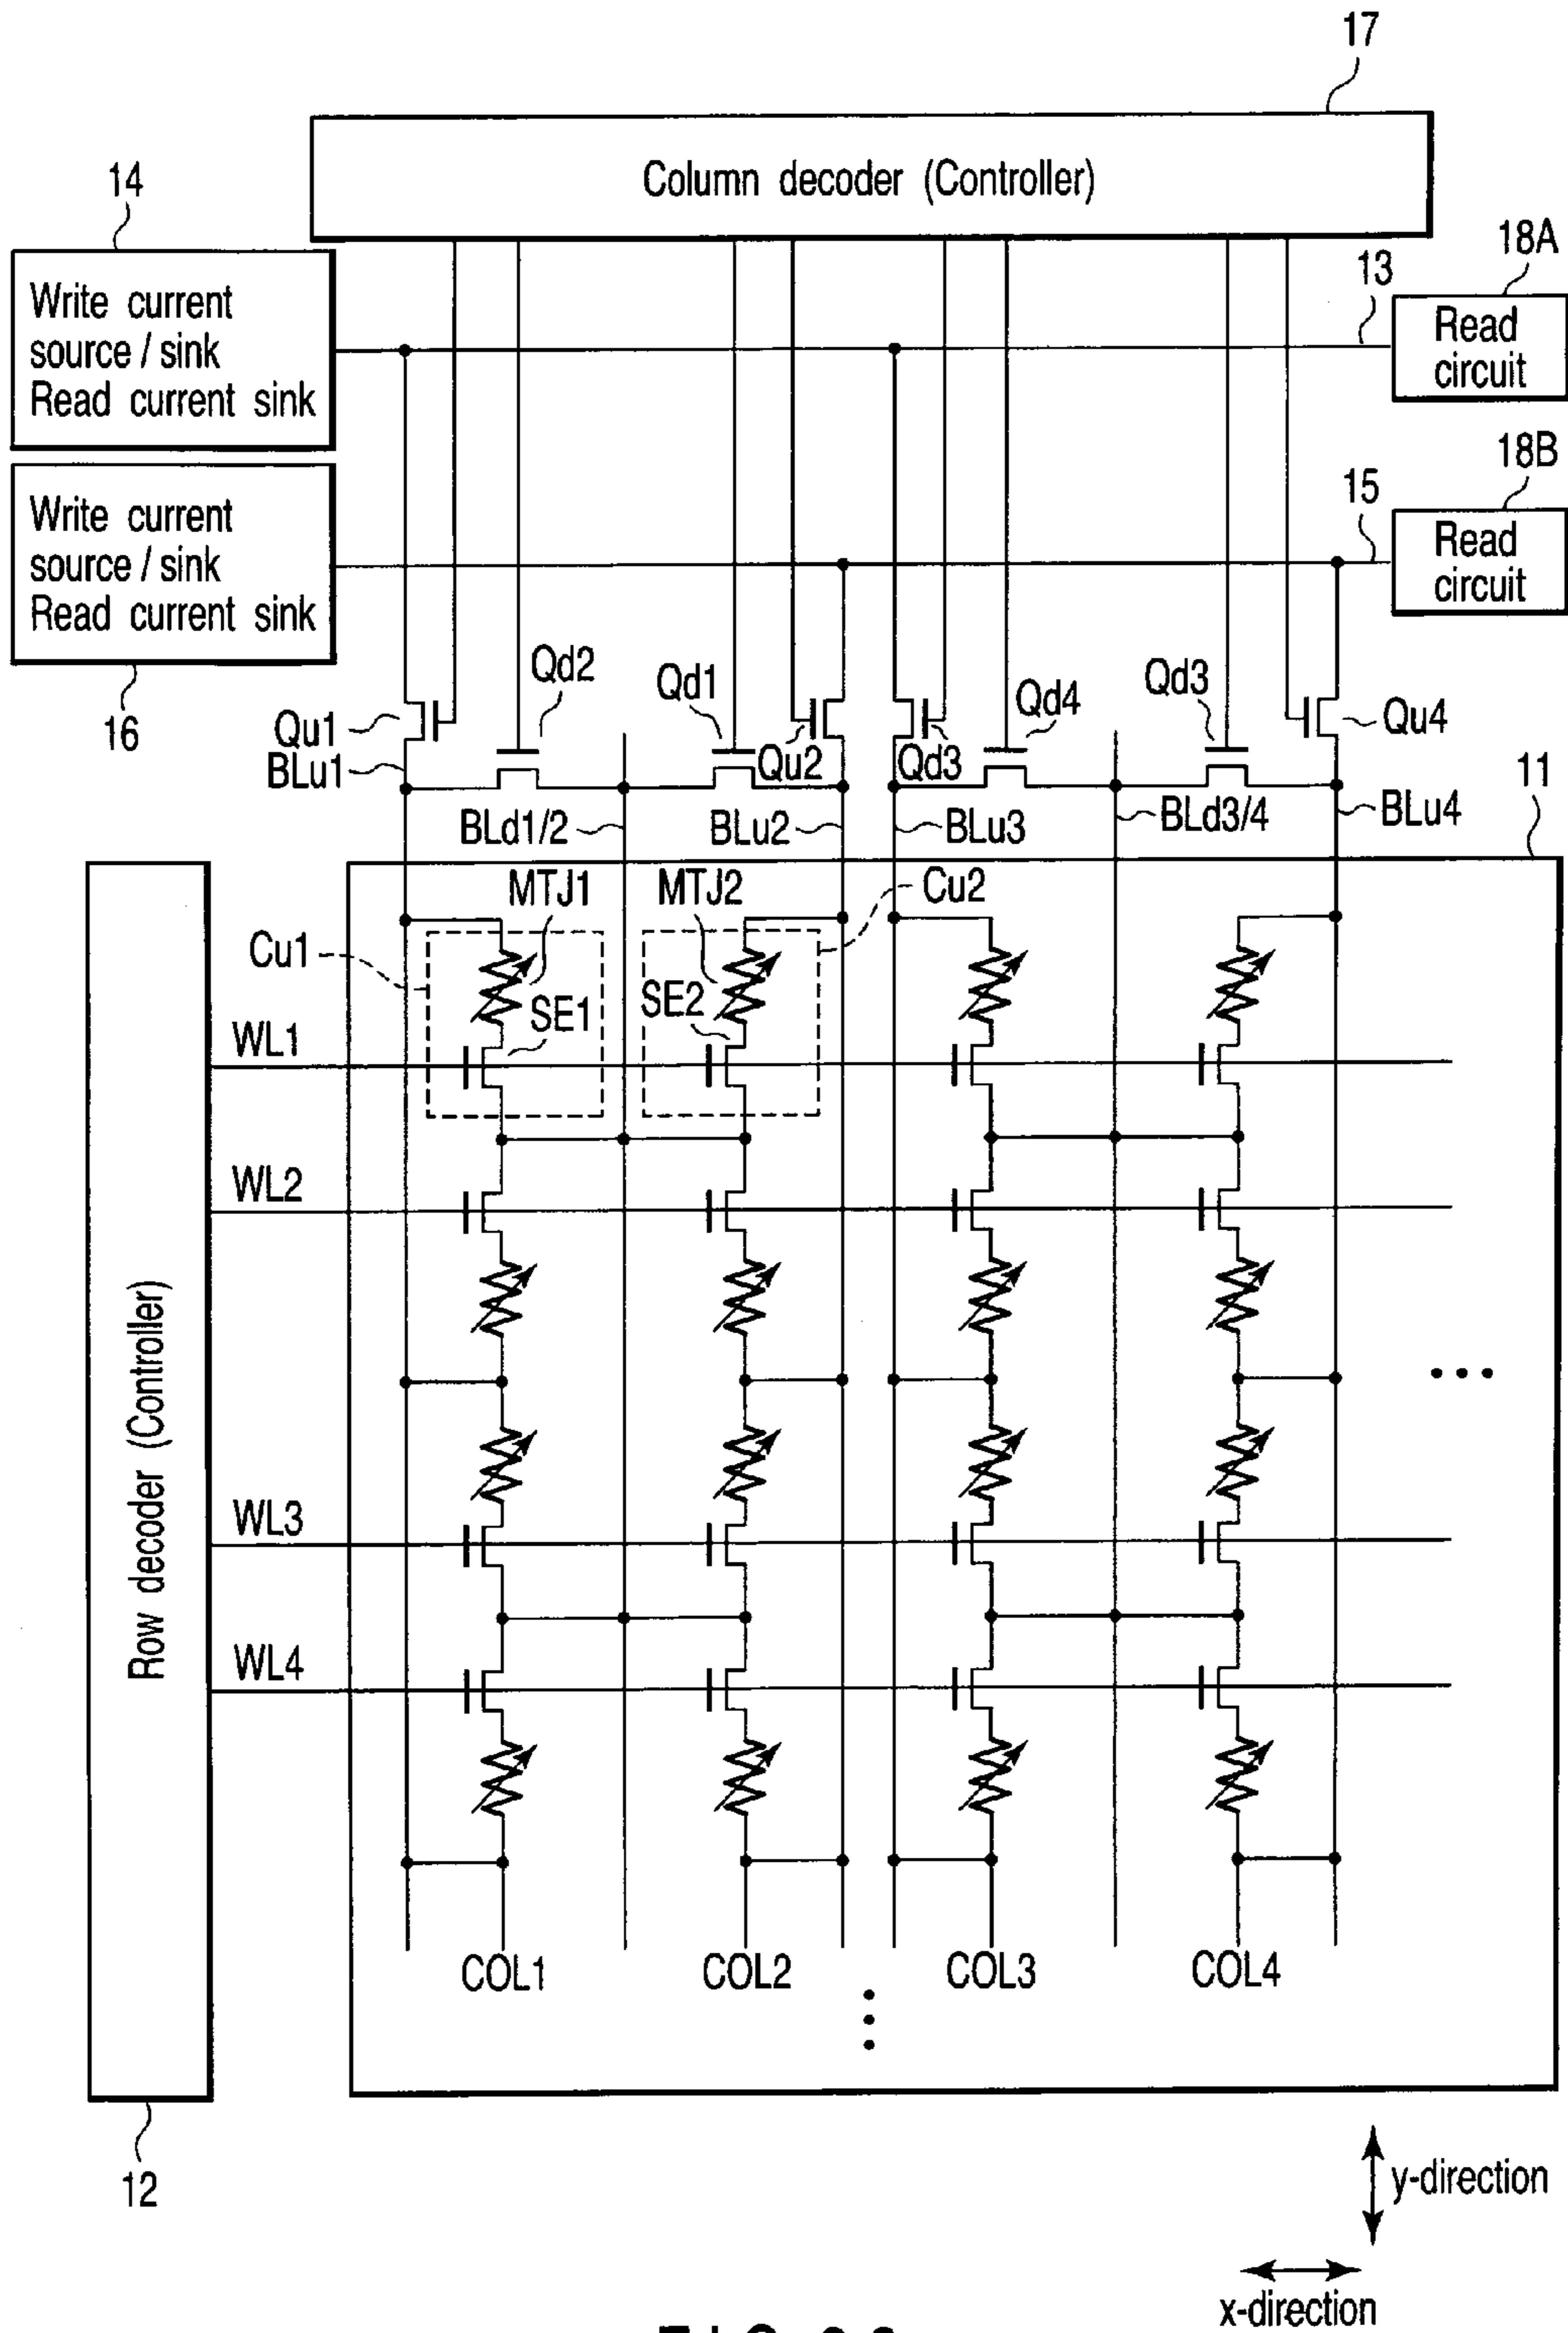 17
Column decoder (Controller)
14
Write current
source / sink
Read current sink
13
18A
Read
circuit
Write current
source / sink
Read current sink
16
15
18B
Read
circuit
Qu1
Qd2
Qd1
Qu2
Qd3
Qd4
Qd3
Qu4
BLu1
BLd1/2
BLu2
BLu3
BLd3/4
BLu4
11
MTJ1
MTJ2
Cu2
Cu1
SE1
SE2
WL1
WL2
WL3
WL4
Row decoder (Controller)
COL1
COL2
COL3
COL4
12
y-direction
x-direction